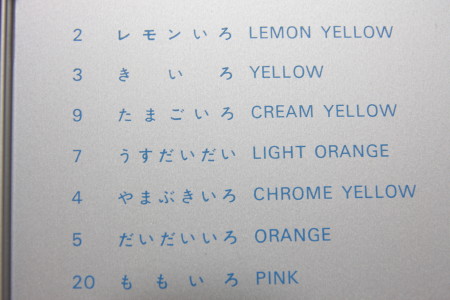 2 レモンいろ LEMON YELLOW
3 きいろ YELLOW
9 たまごいろ CREAM YELLOW
7 うすだいだい LIGHT ORANGE
4 やまぶきいろ CHROME YELLOW
5 だいだいいろ ORANGE
20 ももいろ PINK